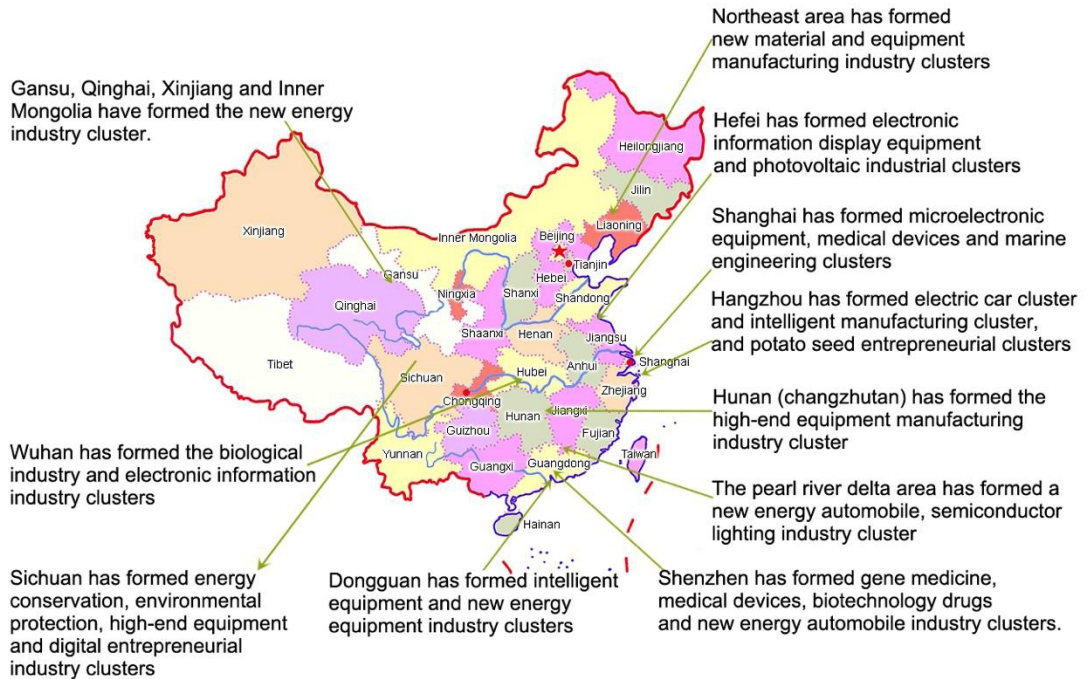 Northeast area has formed
new material and equipment
manufacturing industry clusters
Gansu, Qinghai, Xinjiang and Inner
Mongolia have formed the new energy
industry cluster.
Hefei has formed electronic
information display equipment
and photovoltaic industrial clusters
Shanghai has formed microelectronic
equipment, medical devices and marine
engineering clusters
Hangzhou has formed electric car cluster
and intelligent manufacturing cluster,
and potato seed entrepreneurial clusters
Hunan (changzhutan) has formed the
high-end equipment manufacturing
industry cluster
The pearl river delta area has formed a
new energy automobile, semiconductor
lighting industry cluster
Shenzhen has formed gene medicine,
medical devices, biotechnology drugs
and new energy automobile industry clusters.
Dongguan has formed intelligent
equipment and new energy
equipment industry clusters
Wuhan has formed the biological
industry and electronic information
industry clusters
Sichuan has formed energy
conservation, environmental
protection, high-end equipment
and digital entrepreneurial
industry clusters
Heilongjiang
Jilin
Liaoning
Xinjiang
Inner Mongolia
Beijing
Tianjin
Gansu
Hebei
Ningxia
Shanxi
Shandong
Qinghai
Shaanxi
Henan
Jiangsu
Tibet
Sichuan
Hubei
Anhui
Shanghai
Zhejiang
Chongqing
Hunan
Jiangxi
Guizhou
Fujian
Yunnan
Guangxi
Guangdong
Taiwan
Hainan